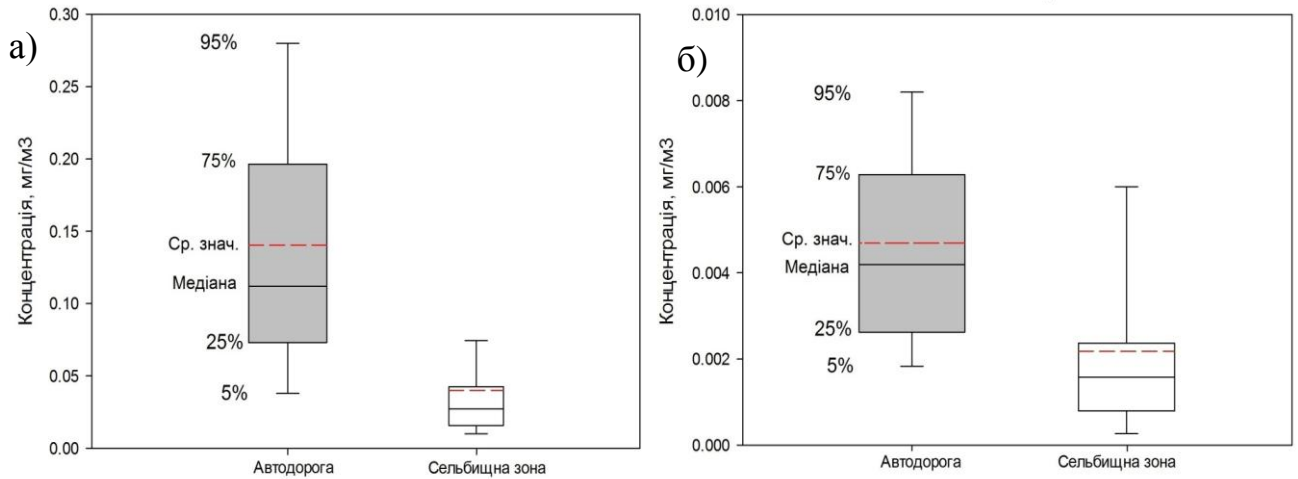 а)
Концентрація, мг/м3
0.30
0.25
0.20
0.15
0.10
0.05
0.00
95%
75%
Ср. знач.
Медіана
25%
5%
Автодорога
Сельбищна зона
б)
Концентрація, мг/м3
0.010
0.008
0.006
0.004
0.002
0.000
95%
75%
Ср. знач.
Медіана
25%
5%
Автодорога
Сельбищна зона